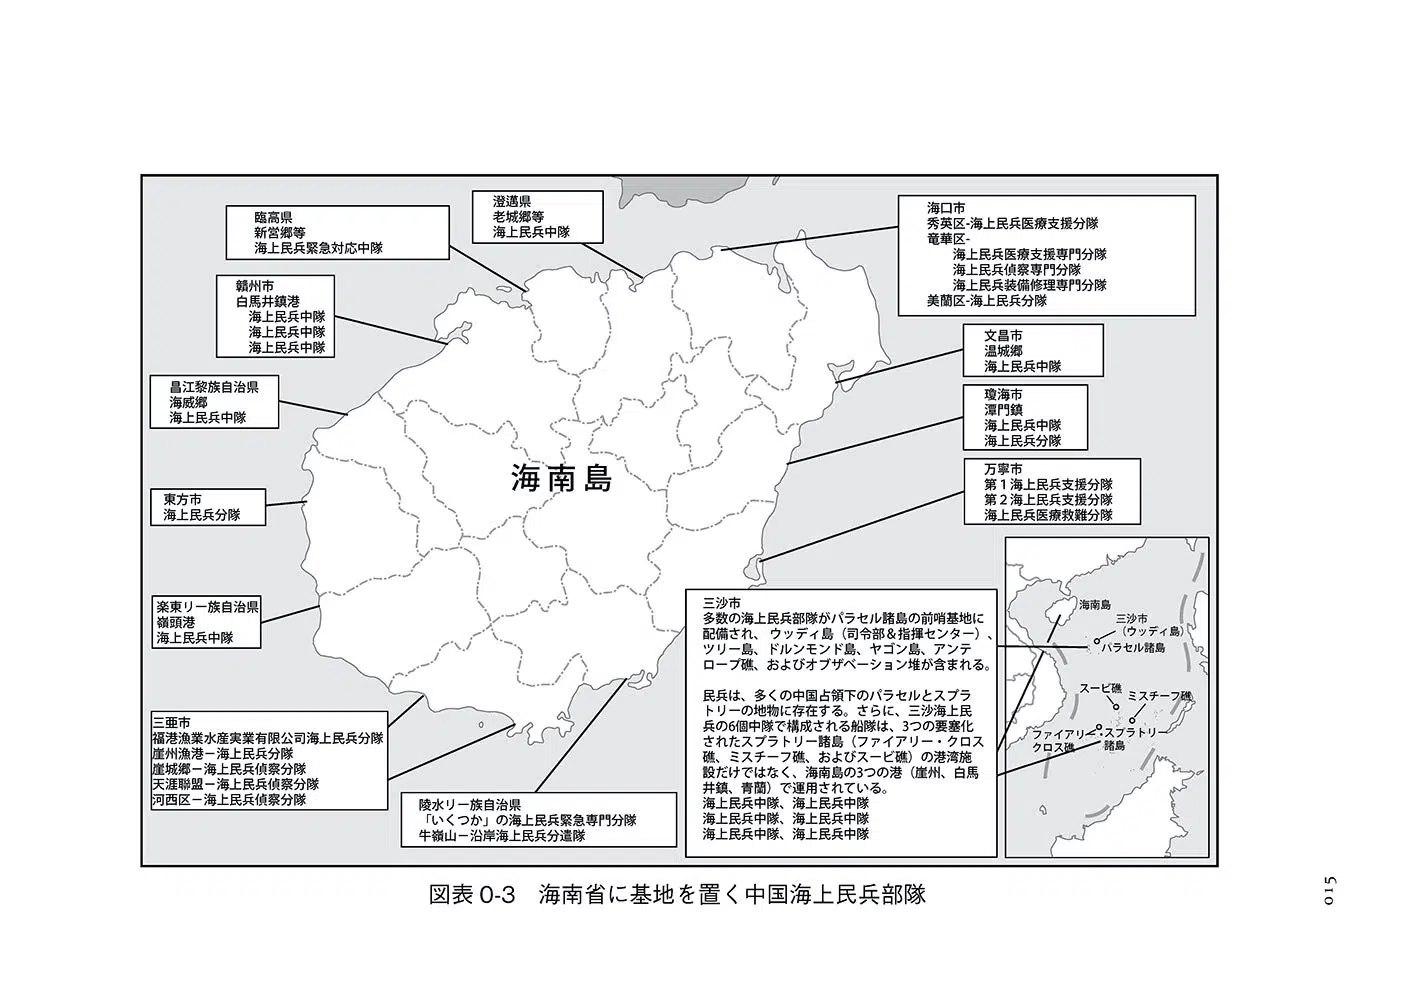 臨高県
新営郷等
海上民兵緊急対応中隊
澄邁県
老城郷等
海上民兵中隊
海口市
秀英区-海上民兵医療支援分隊
竜華区-
海上民兵医療支援専門分隊
海上民兵偵察専門分隊
海上民兵装備修理専門分隊
美蘭区-海上民兵分隊
贛州市
白馬井鎮港
海上民兵中隊
海上民兵中隊
海上民兵中隊
文昌市
温城郷
海上民兵中隊
昌江黎族自治県
海威郷
海上民兵中隊
瓊海市
潭門鎮
海上民兵中隊
海上民兵分隊
海南島
万寧市
第1海上民兵支援分隊
第2海上民兵支援分隊
海上民兵医療救難分隊
東方市
海上民兵分隊
楽東リー族自治県
嶺頭港
海上民兵中隊
三沙市
多数の海上民兵部隊がパラセル諸島の前哨基地に
配備され、ウッディ島（司令部＆指揮センター）、
ツリー島、ドルンモンド島、ヤゴン島、アンテ
ロープ礁、およびオブザベーション堆が含まれる。
民兵は、多くの中国占領下のパラセルとスプラ
トリーの地物に存在する。さらに、三沙海上民
兵の6個中隊で構成される船隊は、3つの要塞化
されたスプラトリー諸島（ファイアリー・クロス
礁、ミスチーフ礁、およびスービ礁）の港湾施
設だけではなく、海南島の3つの港（崖州、白馬
井鎮、青蘭）で運用されている。
海上民兵中隊、海上民兵中隊
海上民兵中隊、海上民兵中隊
海上民兵中隊、海上民兵中隊
海南島
三沙市
（ウッディ島）
パラセル諸島
スービ礁
ミスチーフ礁
ファイアリー・
クロス礁
スプラトリー
諸島
三亜市
福港漁業水産実業有限公司海上民兵分隊
崖州漁港－海上民兵分隊
崖城郷－海上民兵偵察分隊
天涯聯盟－海上民兵偵察分隊
河西区－海上民兵偵察分隊
陵水リー族自治県
「いくつか」の海上民兵緊急専門分隊
牛嶺山－沿岸海上民兵分遣隊
図表 0-3　海南省に基地を置く中国海上民兵部隊
015